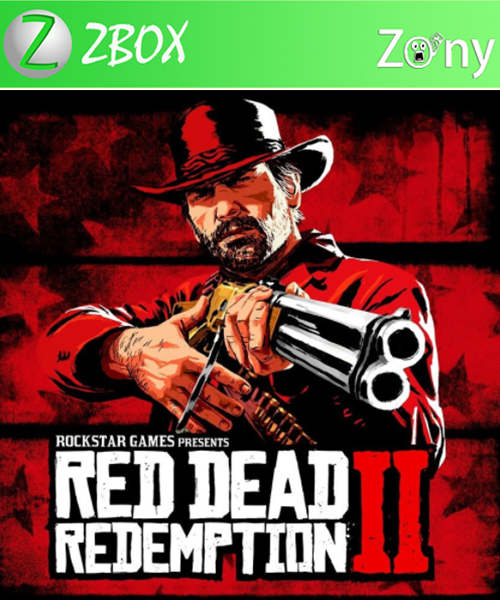 Z ZBOX
Zony
ROCKSTAR GAMES PRESENTS
RED DEAD
REDEMPTION II